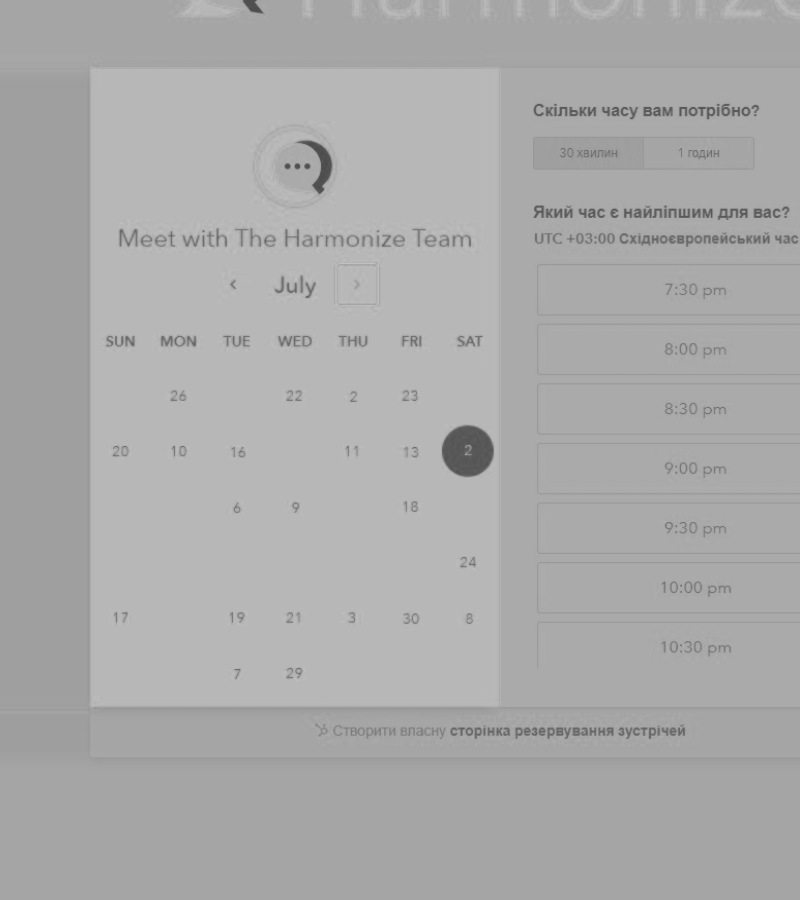 Harmonize
Meet with The Harmonize Team
July
SUN MON TUE WED THU FRI SAT
26 22 2 23
20 10 16 11 13 2
6 9 18
24
17 19 21 3 30 8
7 29
Скільки часу вам потрібно?
30 хвилин 1 годин
Який час є найліпшим для вас?
UTC +03:00 Східноєвропейський час
7:30 pm
8:00 pm
8:30 pm
9:00 pm
9:30 pm
10:00 pm
10:30 pm
Створити власну сторінка резервування зустрічей